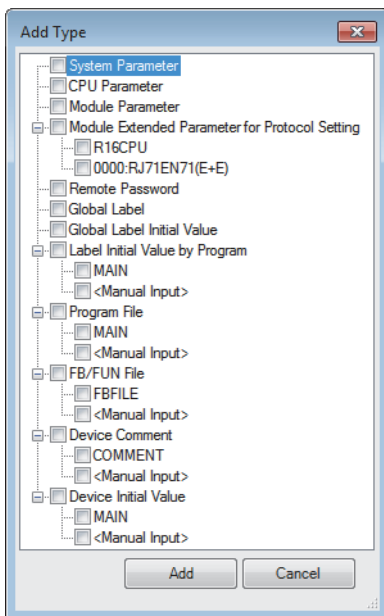 Add Type
System Parameter
CPU Parameter
Module Parameter
Module Extended Parameter for Protocol Setting
R16CPU
0000:RJ71EN71(E+E)
Remote Password
Global Label
Global Label Initial Value
Label Initial Value by Program
MAIN
<Manual Input>
Program File
MAIN
<Manual Input>
FB/FUN File
FBFILE
<Manual Input>
Device Comment
COMMENT
<Manual Input>
Device Initial Value
MAIN
<Manual Input>
Add Cancel